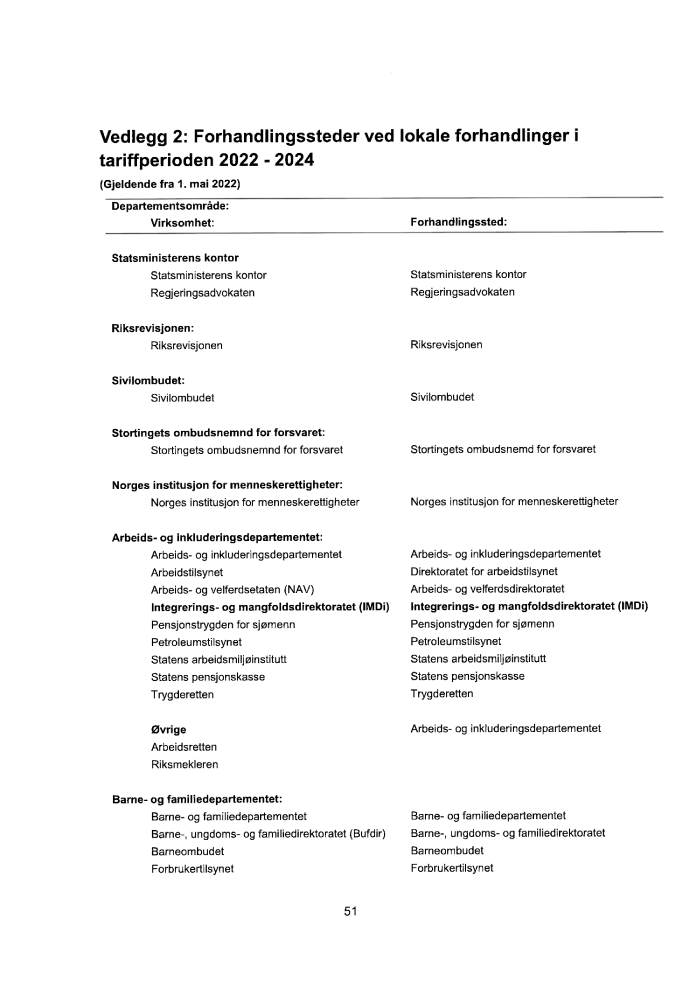 Vedlegg 2: Forhandlingssteder ved lokale forhandlinger i
tariffperioden 2022 - 2024
(Gjeldende fra 1. mai 2022)
Departementsområde:
Virksomhet: Forhandlingssted:
Statsministerens kontor
Statsministerens kontor Statsministerens kontor
Regjeringsadvokaten Regjeringsadvokaten
Riksrevisjonen:
Riksrevisjonen Riksrevisjonen
Sivilombudet:
Sivilombudet Sivilombudet
Stortingets ombudsnemnd for forsvaret:
Stortingets ombudsnemnd for forsvaret Stortingets ombudsnemd for forsvaret
Norges institusjon for menneskerettigheter:
Norges institusjon for menneskerettigheter Norges institusjon for menneskerettigheter
Arbeids- og inkluderingsdepartementet:
Arbeids- og inkluderingsdepartementet Arbeids- og inkluderingsdepartementet
Arbeidstilsynet Direktoratet for arbeidstilsynet
Arbeids- og velferdsetaten (NAV) Arbeids- og velferdsdirektoratet
Integrerings- og mangfoldsdirektoratet (IMDi) Integrerings- og mangfoldsdirektoratet (IMDi)
Pensjonstrygden for sjømenn Pensjonstrygden for sjømenn
Petroleumstilsynet Petroleumstilsynet
Statens arbeidsmiljøinstitutt Statens arbeidsmiljøinstitutt
Statens pensjonskasse Statens pensjonskasse
Trygderetten Trygderetten
Øvrige Arbeids- og inkluderingsdepartementet
Arbeidsretten
Riksmekleren
Barne- og familiedepartementet:
Barne- og familiedepartementet Barne- og familiedepartementet
Barne-, ungdoms- og familiedirektoratet (Bufdir) Barne-, ungdoms- og familiedirektoratet
Barneombudet Barneombudet
Forbrukertilsynet Forbrukertilsynet
51